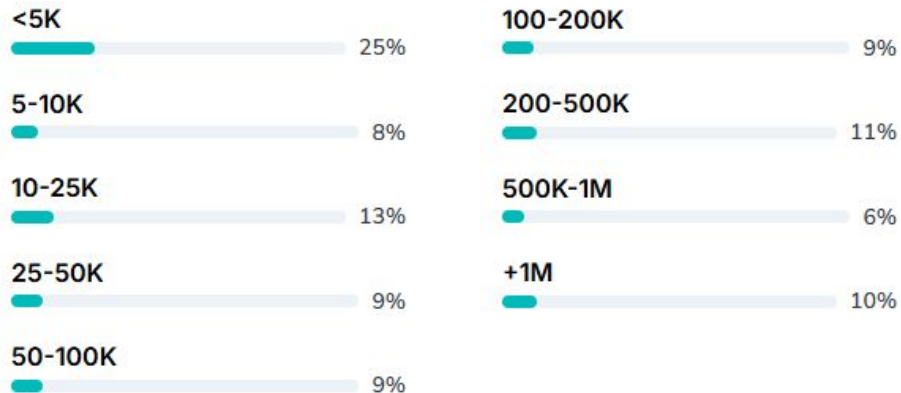 <5K
25%
5-10K
8%
10-25K
13%
25-50K
9%
50-100K
9%
100-200K
9%
200-500K
11%
500K-1M
6%
+1M
10%